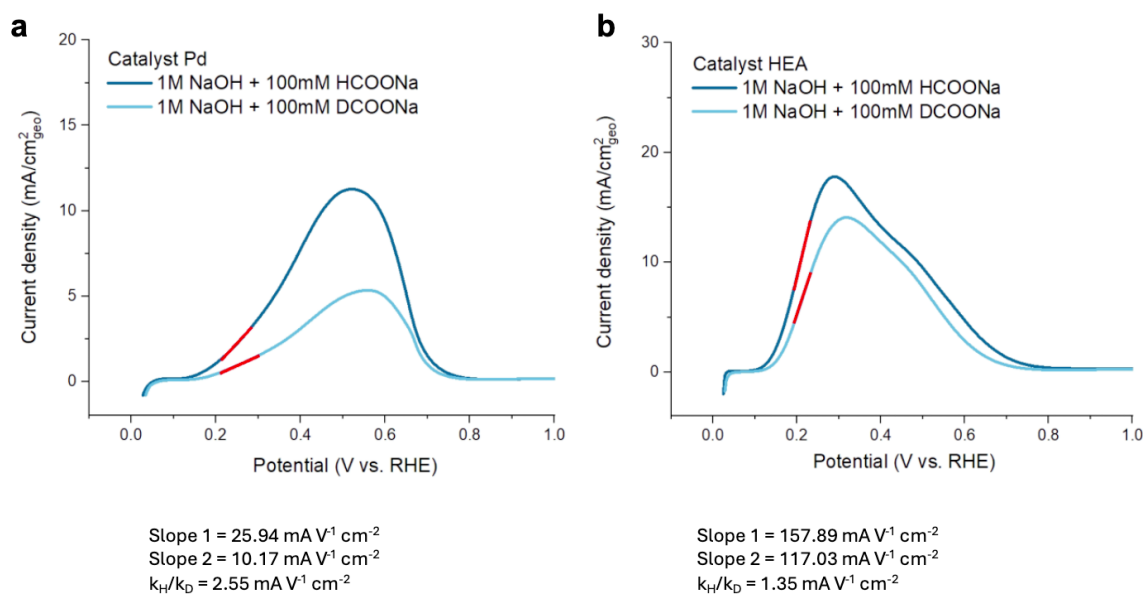 a
Catalyst Pd
1M NaOH + 100mM HCOONa
1M NaOH + 100mM DCOONa
20
15
10
5
0
Current density (mA/cm²geo)
0.0 0.2 0.4 0.6 0.8 1.0
Potential (V vs. RHE)
Slope 1 = 25.94 mA V⁻¹ cm⁻²
Slope 2 = 10.17 mA V⁻¹ cm⁻²
kH/kD = 2.55 mA V⁻¹ cm⁻²
b
Catalyst HEA
1M NaOH + 100mM HCOONa
1M NaOH + 100mM DCOONa
30
20
10
0
Current density (mA/cm²geo)
0.0 0.2 0.4 0.6 0.8 1.0
Potential (V vs. RHE)
Slope 1 = 157.89 mA V⁻¹ cm⁻²
Slope 2 = 117.03 mA V⁻¹ cm⁻²
kH/kD = 1.35 mA V⁻¹ cm⁻²